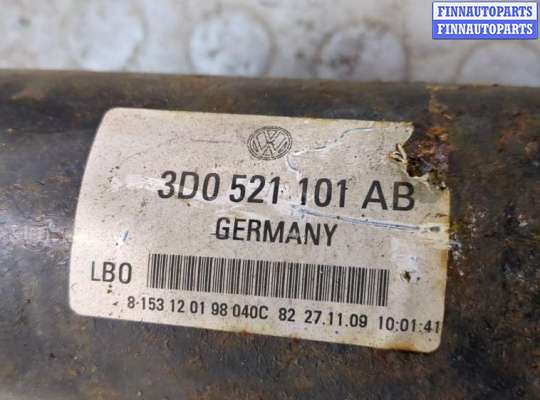 FINNAUTOPARTS
FINNAUTOPARTS
3D0 521 101 AB
GERMANY
LBO
8-153 12 01 98 040C 82 27.11.09 10:01:41